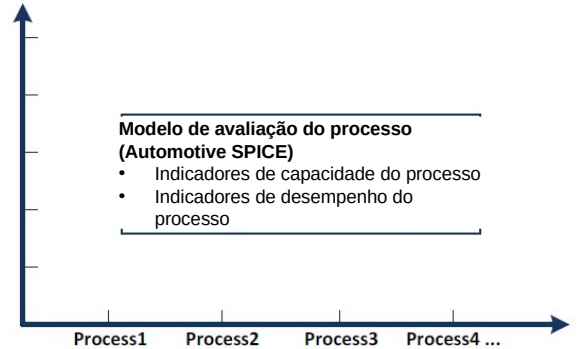 Modelo de avaliação do processo
(Automotive SPICE)
• Indicadores de capacidade do processo
• Indicadores de desempenho do
processo
Process1 Process2 Process3 Process4 ...